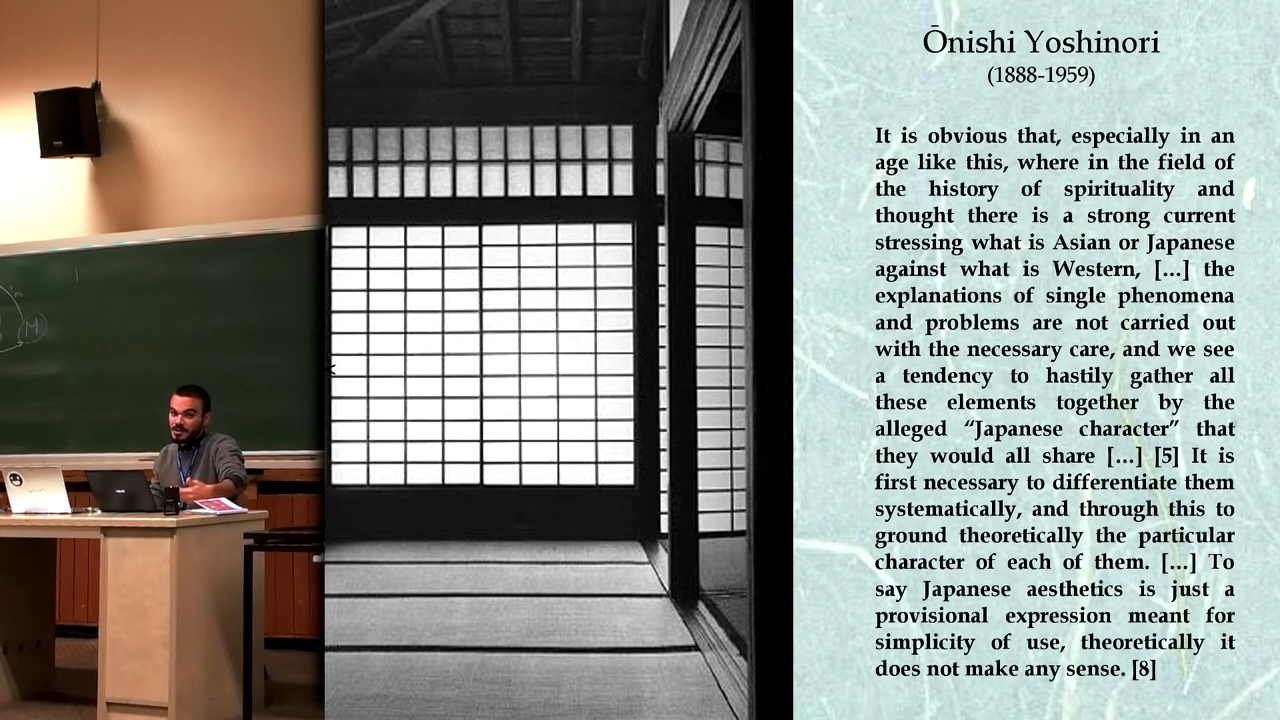 Ōnishi Yoshinori
(1888-1959)
It is obvious that, especially in an
age like this, where in the field of
the history of spirituality and
thought there is a strong current
stressing what is Asian or Japanese
against what is Western, […] the
explanations of single phenomena
and problems are not carried out
with the necessary care, and we see
a tendency to hastily gather all
these elements together by the
alleged “Japanese character” that
they would all share […] [5] It is
first necessary to differentiate them
systematically, and through this to
ground theoretically the particular
character of each of them. […] To
say Japanese aesthetics is just a
provisional expression meant for
simplicity of use, theoretically it
does not make any sense. [8]
(M)